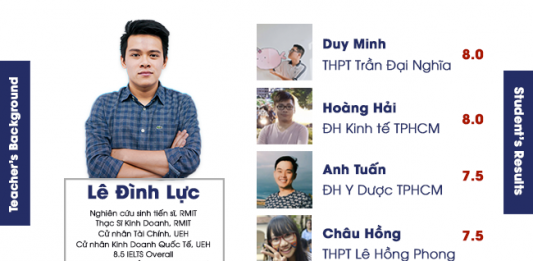 Teacher's Background
Lê Đình Lực
Nghiên cứu sinh tiến sĩ, RMIT
Thạc Sĩ Kinh Doanh, RMIT
Cử nhân Tài Chính, UEH
Cử nhân Kinh Doanh Quốc Tế, UEH
8.5 IELTS Overall
Duy Minh
THPT Trần Đại Nghĩa
8.0
Hoàng Hải
ĐH Kinh tế TPHCM
8.0
Anh Tuấn
ĐH Y Dược TPHCM
7.5
Châu Hồng
THPT Lê Hồng Phong
7.5
Student's Results